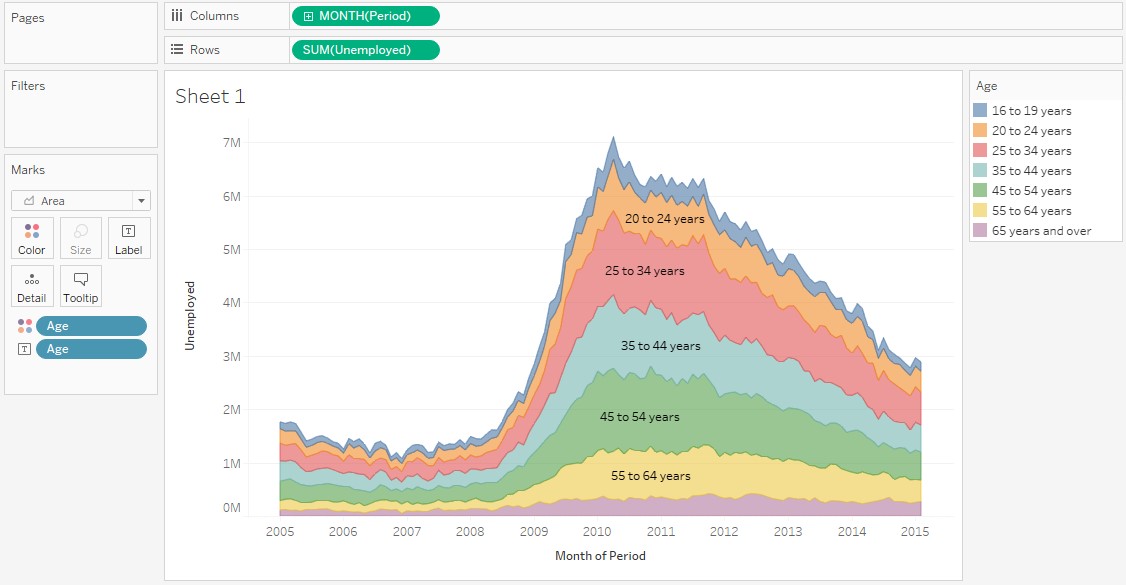 Pages
Columns
MONTH(Period)
Rows
SUM(Unemployed)
Filters
Marks
Area
Color
Size
Label
Detail
Tooltip
Age
Age
Sheet 1
Unemployed
7M
6M
5M
4M
3M
2M
1M
0M
20 to 24 years
25 to 34 years
35 to 44 years
45 to 54 years
55 to 64 years
2005 2006 2007 2008 2009 2010 2011 2012 2013 2014 2015
Month of Period
Age
16 to 19 years
20 to 24 years
25 to 34 years
35 to 44 years
45 to 54 years
55 to 64 years
65 years and over